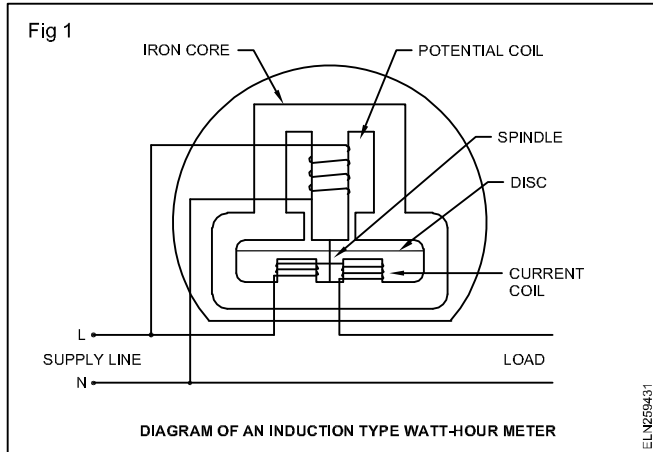 Fig 1
IRON CORE
POTENTIAL COIL
SPINDLE
DISC
CURRENT
COIL
L
SUPPLY LINE
LOAD
N
DIAGRAM OF AN INDUCTION TYPE WATT-HOUR METER
ELN259431